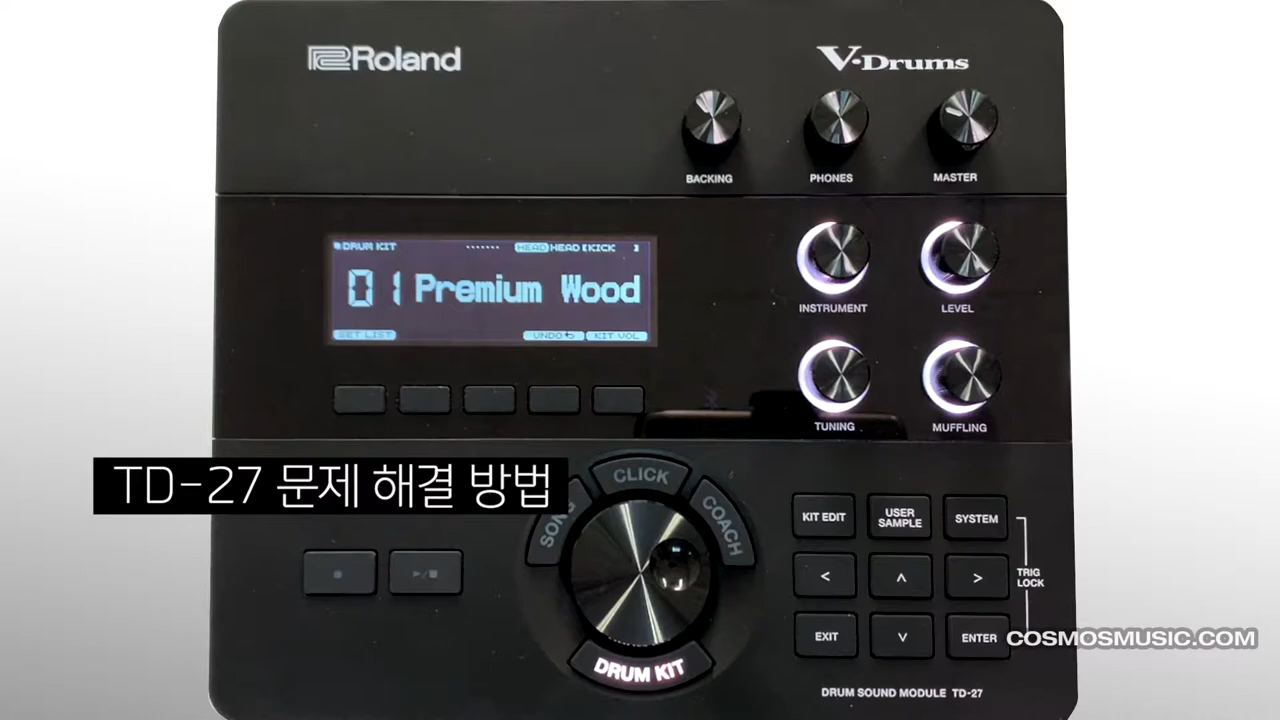 Roland
V-Drums
BACKING
PHONES
MASTER
DRUM KIT
HEAD HEAD KICK
01 Premium Wood
SET LIST
UNDO
KIT VOL
INSTRUMENT
LEVEL
TUNING
MUFFLING
TD-27 문제 해결 방법
SONG
CLICK
COACH
DRUM KIT
KIT EDIT
USER
SAMPLE
SYSTEM
TRIG
LOCK
EXIT
ENTER
COSMOSMUSIC.COM
DRUM SOUND MODULE TD-27